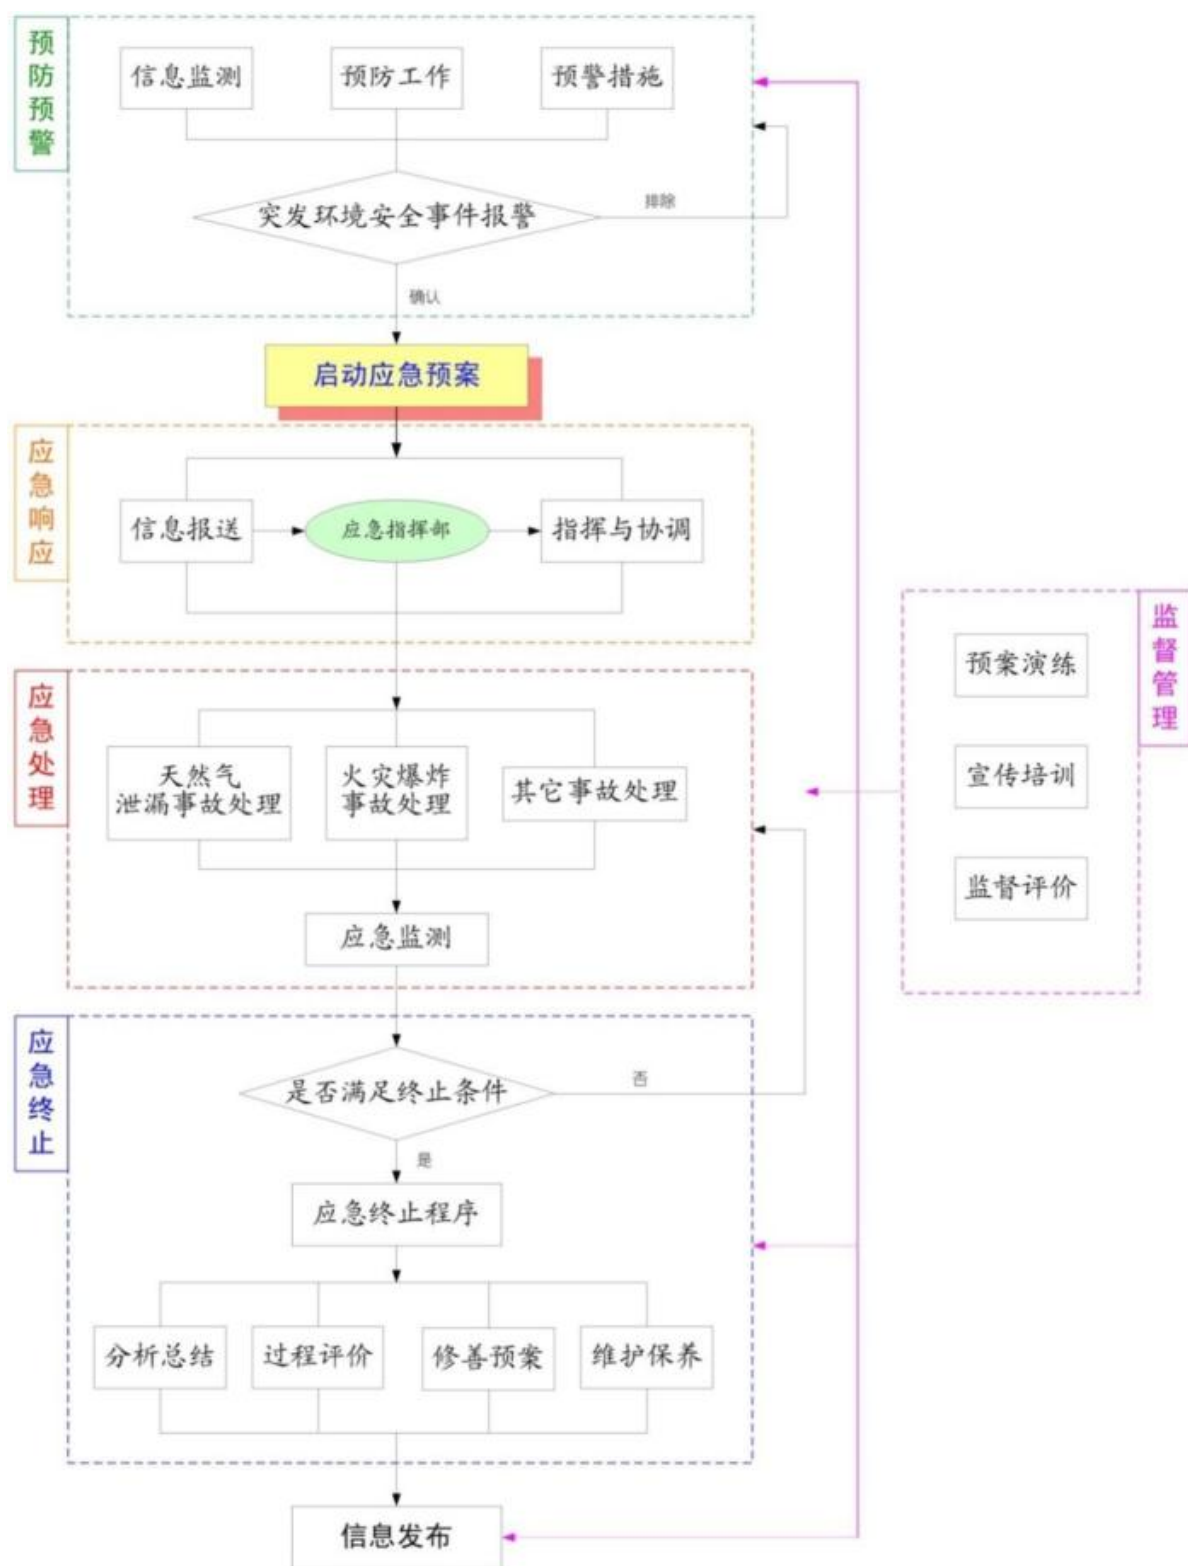 预防预警
信息监测
预防工作
预警措施
突发环境安全事件报警
排除
确认
启动应急预案
应急响应
信息报送
应急指挥部
指挥与协调
应急处理
天然气
泄漏事故处理
火灾爆炸
事故处理
其它事故处理
应急监测
监督管理
预案演练
宣传培训
监督评价
应急终止
是否满足终止条件
否
是
应急终止程序
分析总结
过程评价
修善预案
维护保养
信息发布